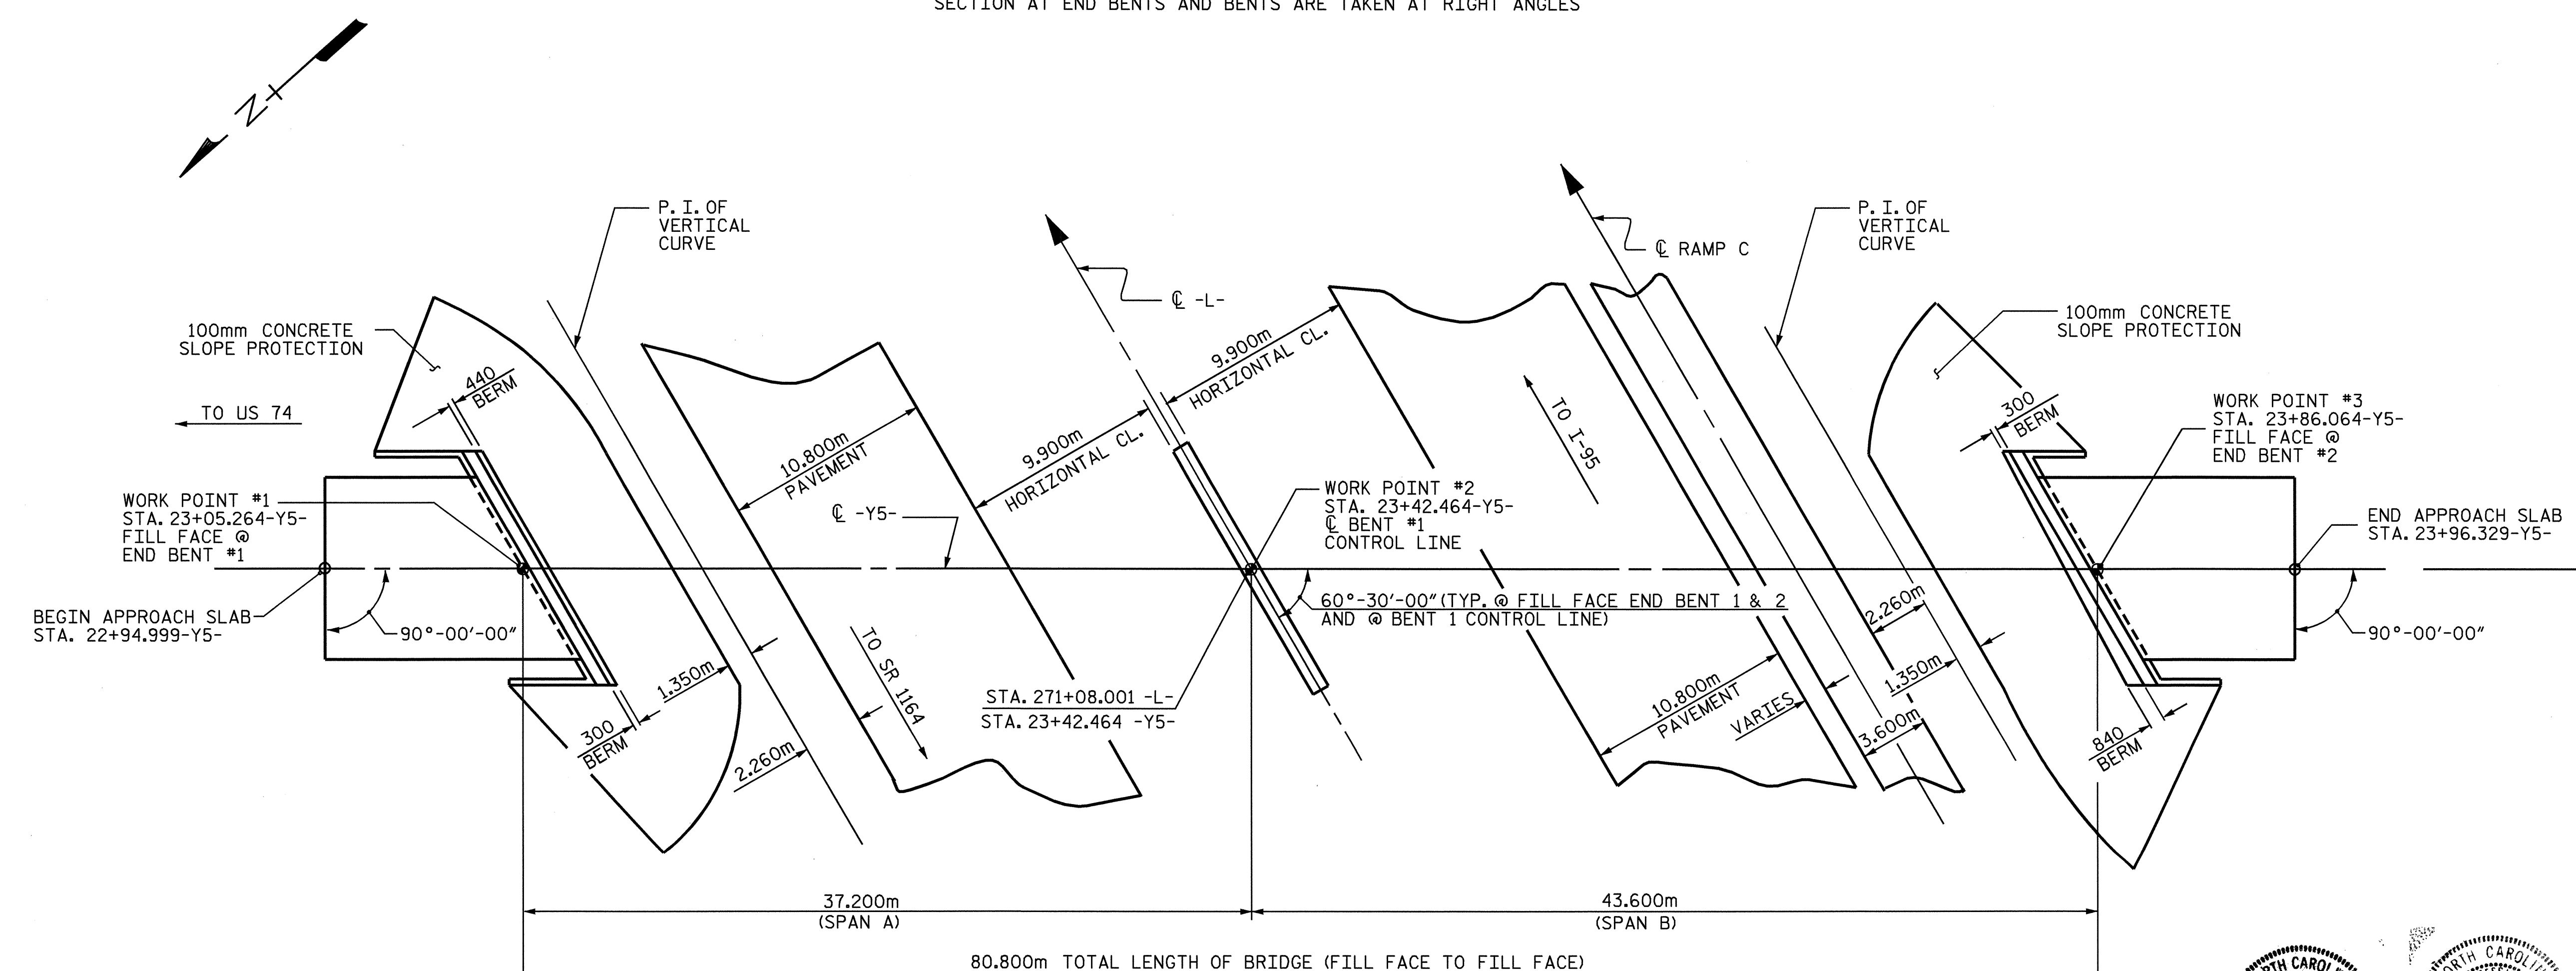 SECTION AT END BENTS AND BENTS ARE TAKEN AT RIGHT ANGLES
N
P.I. OF
VERTICAL
CURVE
℄ -L-
℄ RAMP C
P.I. OF
VERTICAL
CURVE
100mm CONCRETE
SLOPE PROTECTION
440
BERM
TO US 74
10.800m
PAVEMENT
9.900m
HORIZONTAL CL.
9.900m
HORIZONTAL CL.
TO I-95
100mm CONCRETE
SLOPE PROTECTION
300
BERM
WORK POINT #3
STA. 23+86.064-Y5-
FILL FACE @
END BENT #2
WORK POINT #1
STA. 23+05.264-Y5-
FILL FACE @
END BENT #1
℄ -Y5-
WORK POINT #2
STA. 23+42.464-Y5-
℄ BENT #1
CONTROL LINE
END APPROACH SLAB
STA. 23+96.329-Y5-
BEGIN APPROACH SLAB
STA. 22+94.999-Y5-
90°-00'-00"
60°-30'-00"(TYP. @ FILL FACE END BENT 1 & 2
AND @ BENT 1 CONTROL LINE)
2.260m
90°-00'-00"
1.350m
TO SR 1164
STA. 271+08.001 -L-
STA. 23+42.464 -Y5-
10.800m
PAVEMENT
VARIES
1.350m
3.600m
300
BERM
2.260m
840
BERM
37.200m
(SPAN A)
43.600m
(SPAN B)
80.800m TOTAL LENGTH OF BRIDGE (FILL FACE TO FILL FACE)
RTH CAROL
ORTH CAROLI